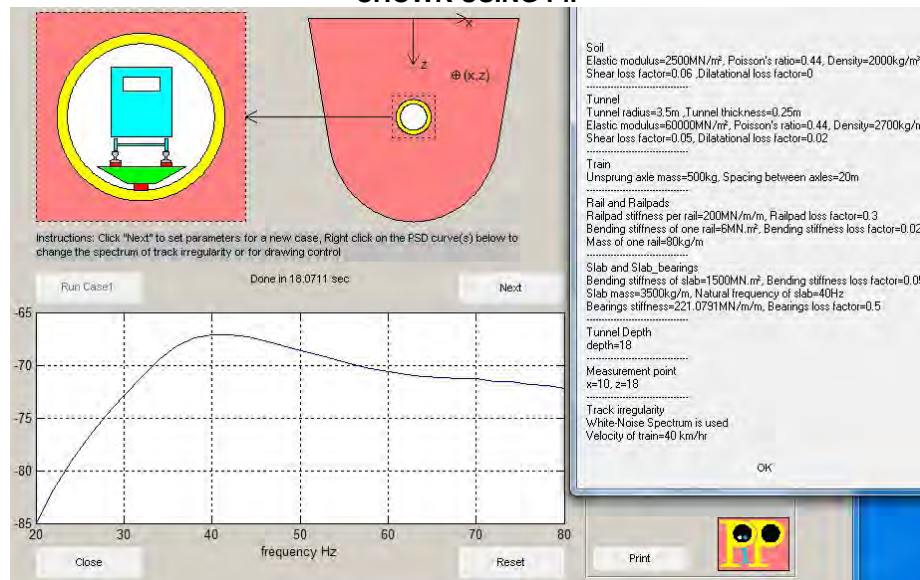 x
z
⊕ (x,z)
Instructions: Click "Next" to set parameters for a new case, Right click on the PSD curve(s) below to
change the spectrum of track irregularity or for drawing control
Run Case1
Done in 18.0711 sec
Next
-65
-70
-75
-80
-85
20 30 40 50 60 70 80
frequency Hz
Close
Reset
Soil
Elastic modulus=2500MN/m², Poisson's ratio=0.44, Density=2000kg/m³
Shear loss factor=0.06 ,Dilatational loss factor=0
Tunnel
Tunnel radius=3.5m ,Tunnel thickness=0.25m
Elastic modulus=60000MN/m², Poisson's ratio=0.44, Density=2700kg/m
Shear loss factor=0.05, Dilatational loss factor=0.02
Train
Unsprung axle mass=500kg, Spacing between axles=20m
Rail and Railpads
Railpad stiffness per rail=200MN/m/m, Railpad loss factor=0.3
Bending stiffness of one rail=6MN.m², Bending stiffness loss factor=0.02
Mass of one rail=80kg/m
Slab and Slab_bearings
Bending stiffness of slab=1500MN.m², Bending stiffness loss factor=0.05
Slab mass=3500kg/m, Natural frequency of slab=40Hz
Bearings stiffness=221.0791MN/m/m, Bearings loss factor=0.5
Tunnel Depth
depth=18
Measurement point
x=10, z=18
Track irregularity
White-Noise Spectrum is used
Velocity of train=40 km/hr
OK
Print
PiP